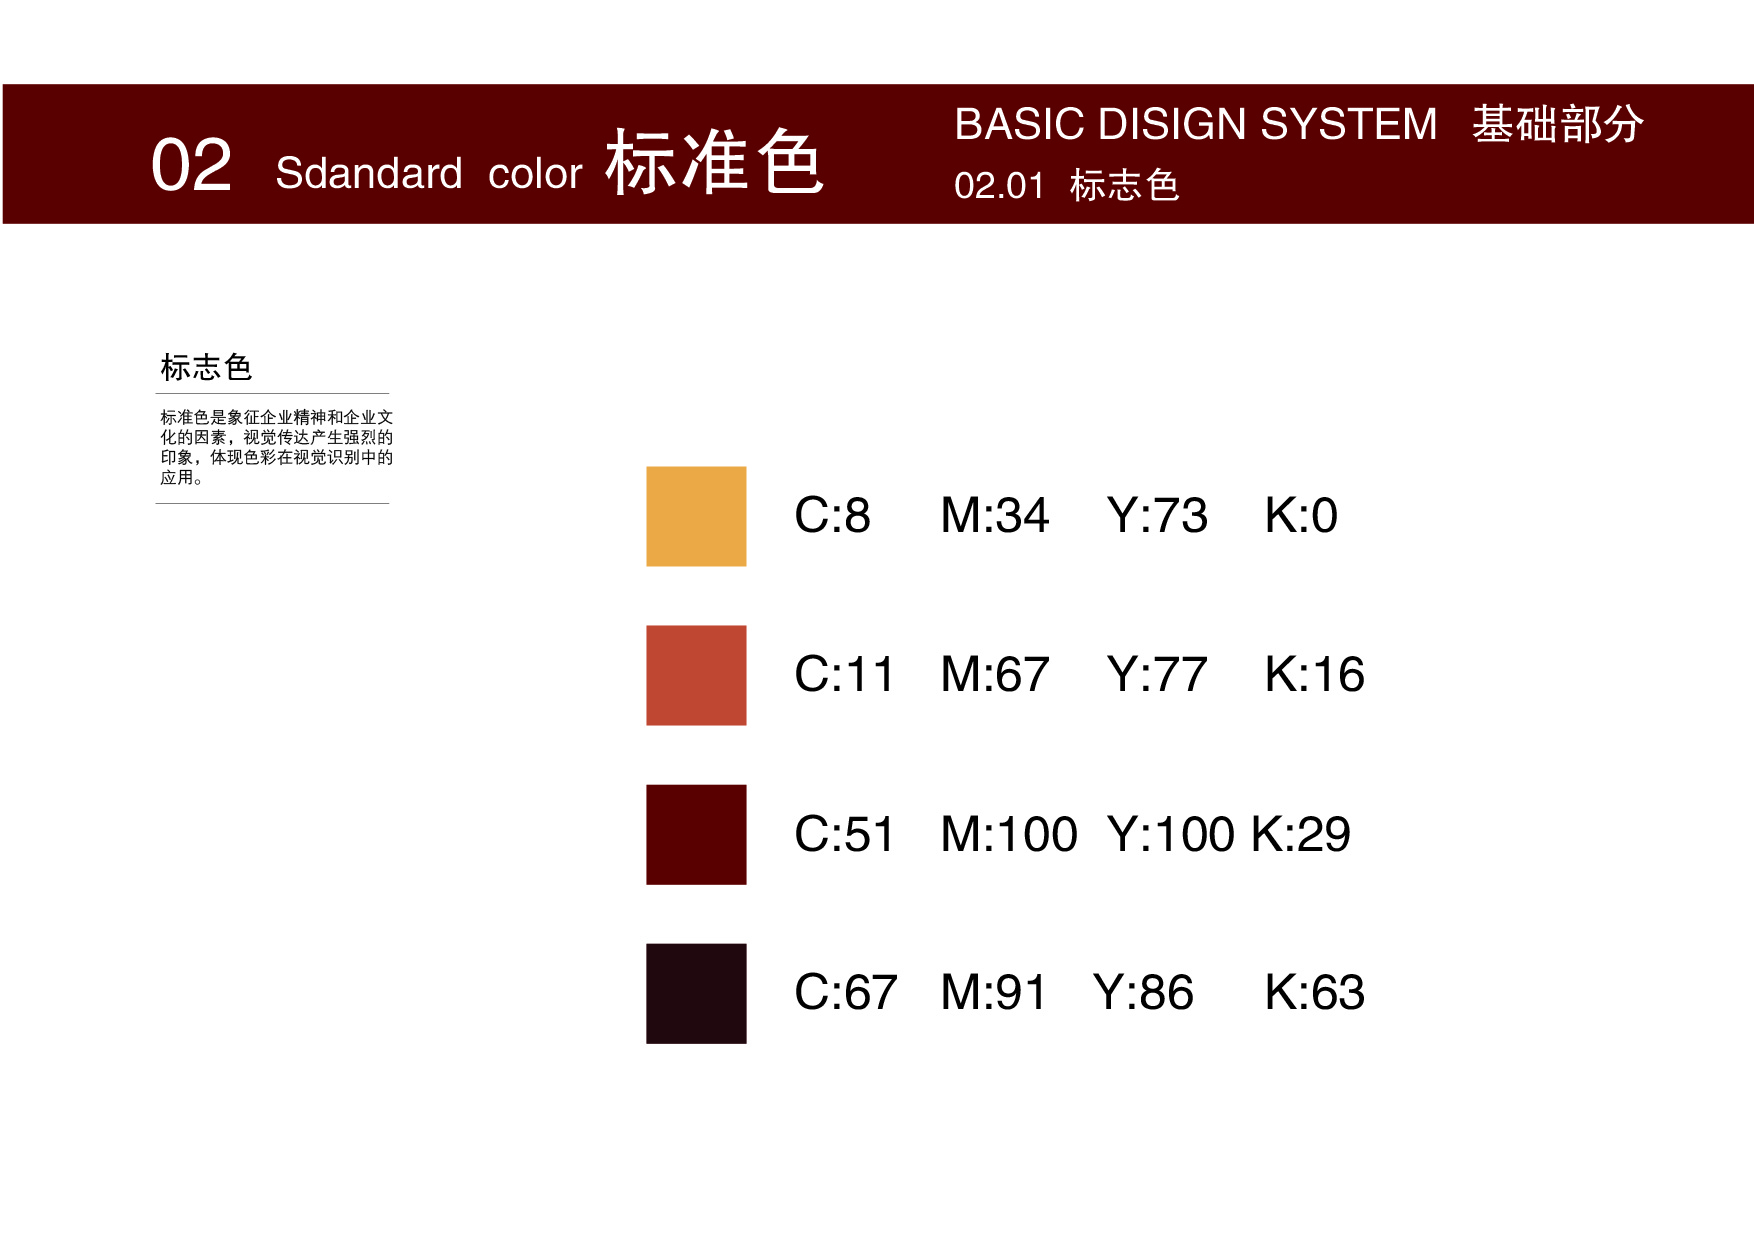 02 Sdandard color 标准色
BASIC DISIGN SYSTEM 基础部分
02.01 标志色
标志色
标准色是象征企业精神和企业文
化的因素，视觉传达产生强烈的
印象，体现色彩在视觉识别中的
应用。
C:8 M:34 Y:73 K:0
C:11 M:67 Y:77 K:16
C:51 M:100 Y:100 K:29
C:67 M:91 Y:86 K:63